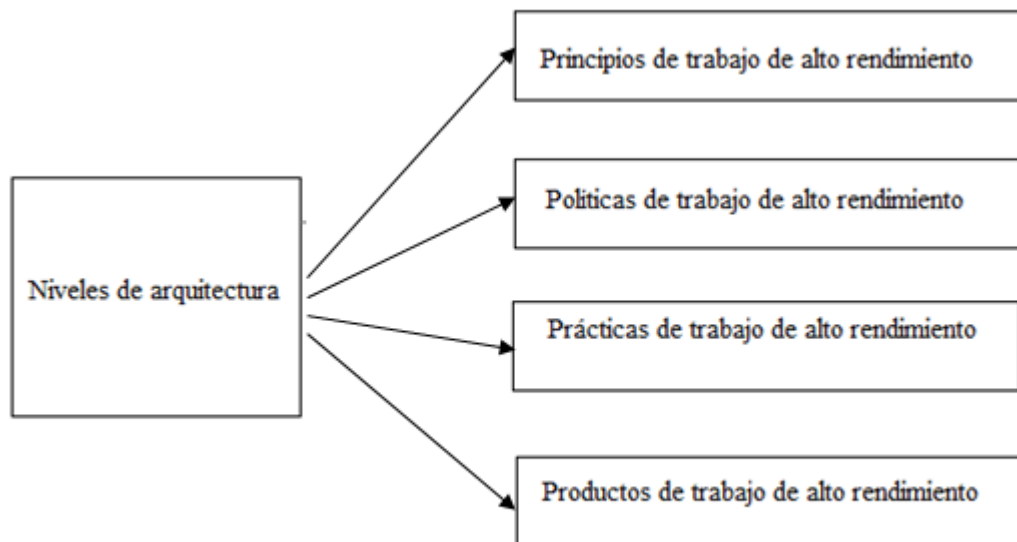 Principios de trabajo de alto rendimiento
Políticas de trabajo de alto rendimiento
Niveles de arquitectura
Prácticas de trabajo de alto rendimiento
Productos de trabajo de alto rendimiento